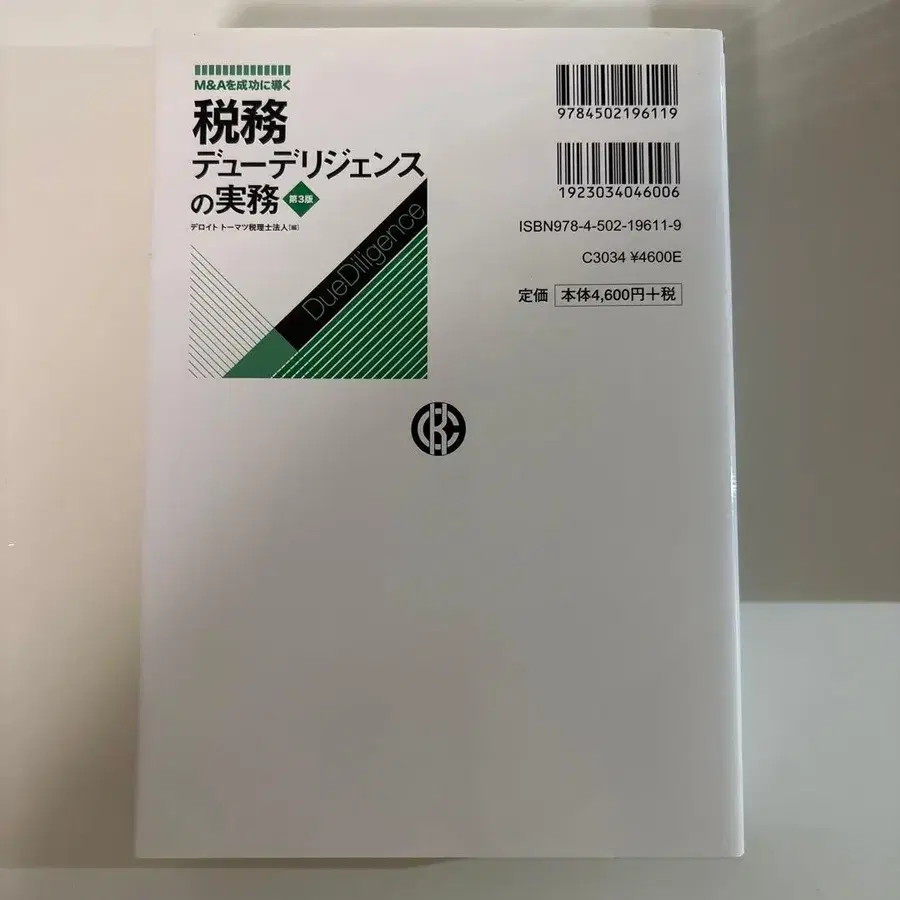 M&Aを成功に導く
税務
デューデリジェンス
の実務 第3版
デロイト トーマツ税理士法人[編]
DueDiligence
9784502196119
1923034046006
ISBN978-4-502-19611-9
C3034 ¥4600E
定価 本体4,600円+税